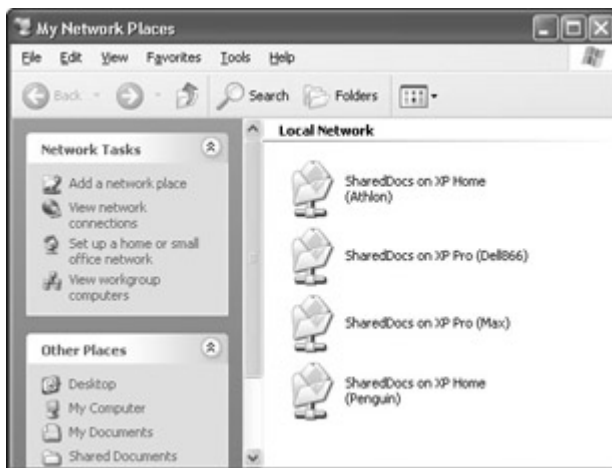 My Network Places
File Edit View Favorites Tools Help
Back Search Folders
Network Tasks
Add a network place
View network
connections
Set up a home or small
office network
View workgroup
computers
Other Places
Desktop
My Computer
My Documents
Shared Documents
Local Network
SharedDocs on XP Home
(Athlon)
SharedDocs on XP Pro (Dell866)
SharedDocs on XP Pro (Max)
SharedDocs on XP Home
(Penguin)